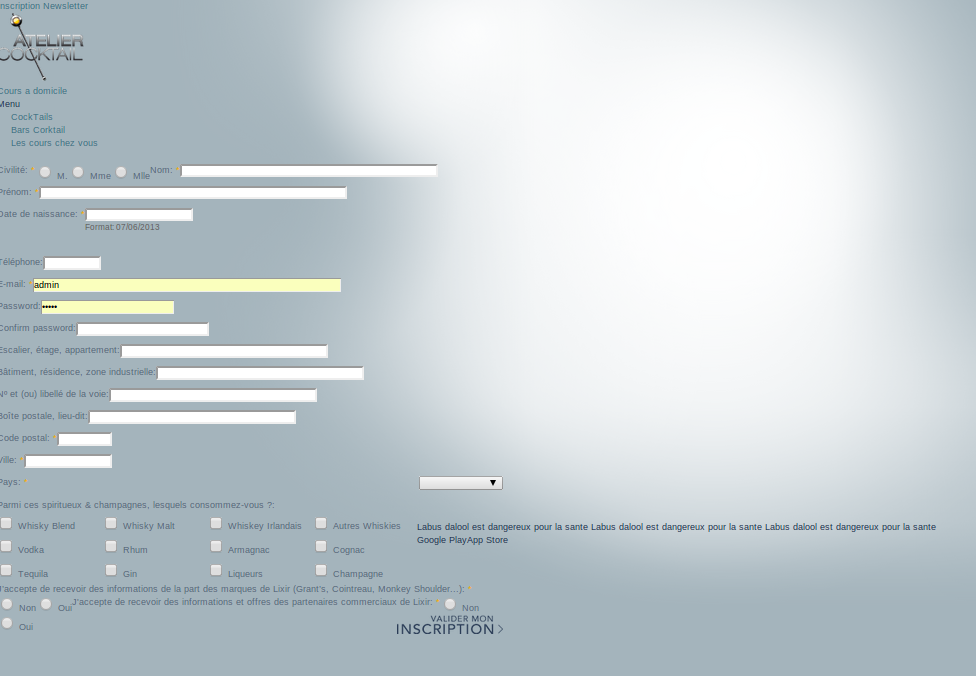 nscription Newsletter
ATELIER
COCKTAIL
Cours a domicile
Menu
CockTails
Bars Corktail
Les cours chez vous
Civilité: * M. Mme Mlle Nom: *
Prénom: *
Date de naissance: *
Format: 07/06/2013
Téléphone:
E-mail: * admin
Password: •••••
Confirm password:
Escalier, étage, appartement:
Bâtiment, résidence, zone industrielle:
Nº et (ou) libellé de la voie:
Boîte postale, lieu-dit:
Code postal: *
Ville: *
Pays: *
Parmi ces spiritueux & champagnes, lesquels consommez-vous ?:
Whisky Blend Whisky Malt Whiskey Irlandais Autres Whiskies
Vodka Rhum Armagnac Cognac
Tequila Gin Liqueurs Champagne
Labus dalool est dangereux pour la sante Labus dalool est dangereux pour la sante Labus dalool est dangereux pour la sante
Google PlayApp Store
J'accepte de recevoir des informations de la part des marques de Lixir (Grant's, Cointreau, Monkey Shoulder...): *
Non Oui J'accepte de recevoir des informations et offres des partenaires commerciaux de Lixir: * Non
Oui
VALIDER MON
INSCRIPTION >